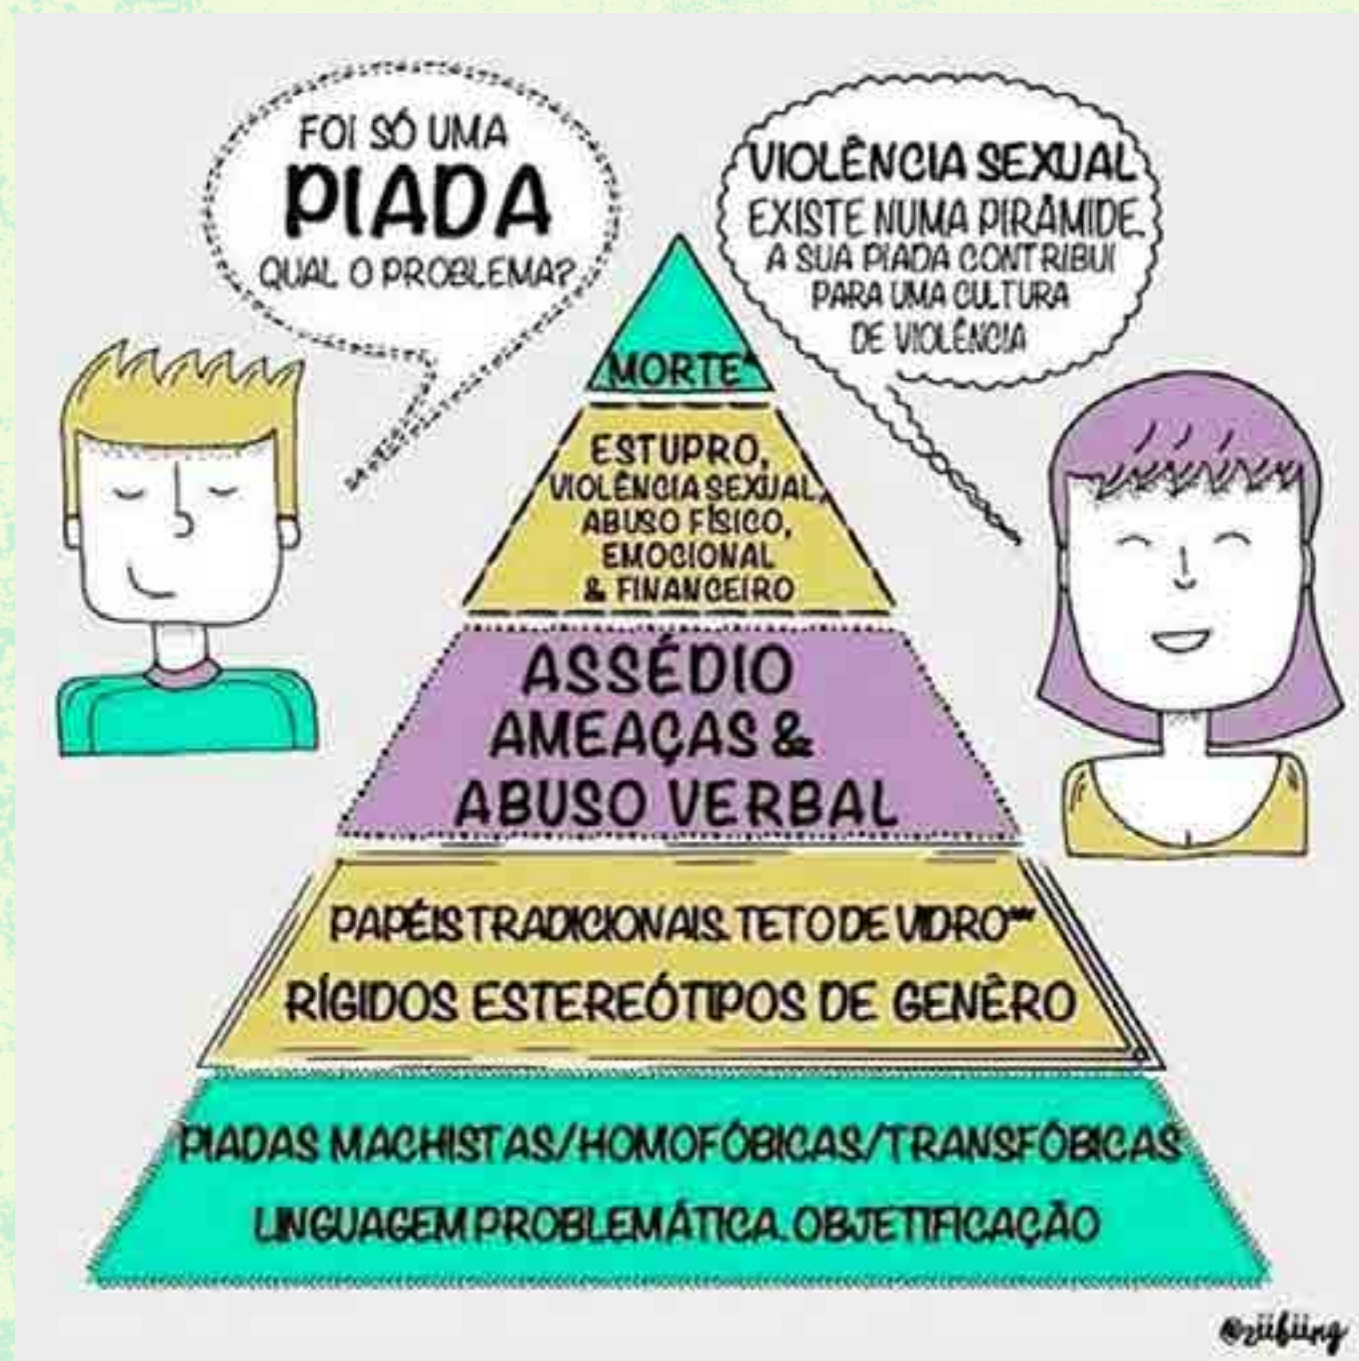 FOI SÓ UMA
PIADA
QUAL O PROBLEMA?
VIOLÊNCIA SEXUAL
EXISTE NUMA PIRÂMIDE.
A SUA PIADA CONTRIBUI
PARA UMA CULTURA
DE VIOLÊNCIA
MORTE*
ESTUPRO,
VIOLÊNCIA SEXUAL,
ABUSO FÍSICO,
EMOCIONAL
& FINANCEIRO
ASSÉDIO
AMEAÇAS &
ABUSO VERBAL
PAPÉIS TRADICIONAIS. TETO DE VIDRO**
RÍGIDOS ESTEREÓTIPOS DE GENÊRO
PIADAS MACHISTAS/HOMOFÓBICAS/TRANSFÓBICAS
LINGUAGEM PROBLEMÁTICA. OBJETIFICAÇÃO